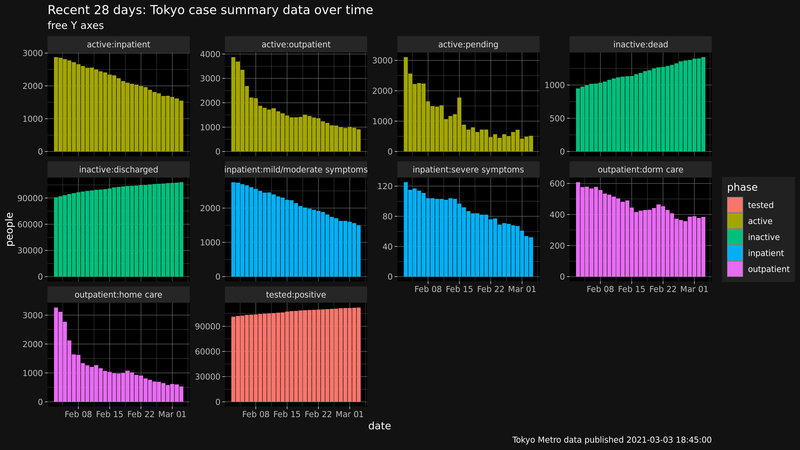 Recent 28 days: Tokyo case summary data over time
free Y axes
active:inpatient
active:outpatient
active:pending
inactive:dead
3000
2000
1000
0
4000
3000
2000
1000
0
3000
2000
1000
0
1000
500
0
inactive:discharged
inpatient:mild/moderate symptoms
inpatient:severe symptoms
outpatient:dorm care
90000
60000
30000
0
2000
1000
0
120
80
40
0
600
400
200
0
Feb 08 Feb 15 Feb 22 Mar 01
Feb 08 Feb 15 Feb 22 Mar 01
outpatient:home care
tested:positive
3000
2000
1000
0
90000
60000
30000
0
Feb 08 Feb 15 Feb 22 Mar 01
Feb 08 Feb 15 Feb 22 Mar 01
people
date
phase
tested
active
inactive
inpatient
outpatient
Tokyo Metro data published 2021-03-03 18:45:00